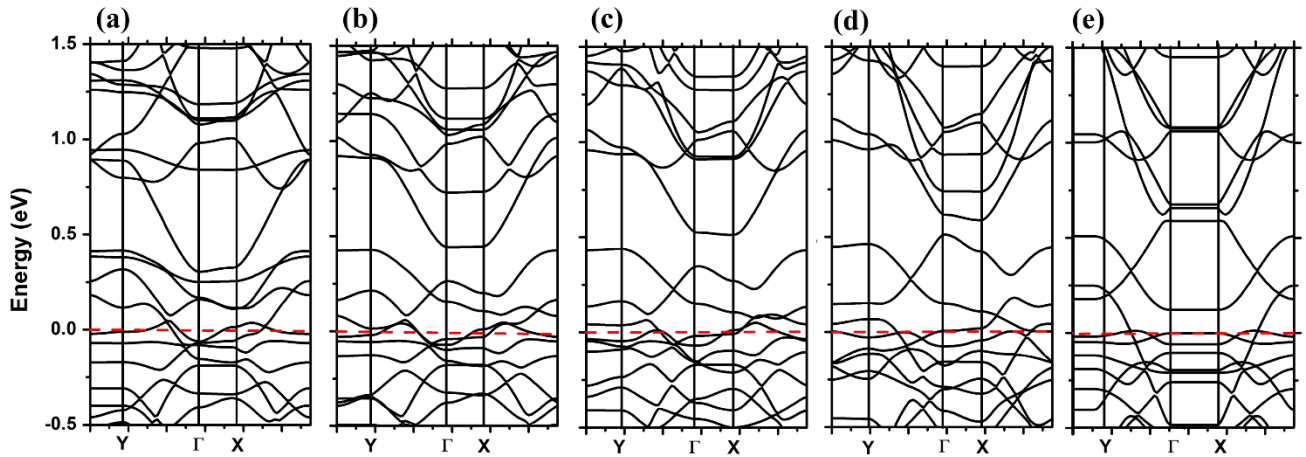 (a) (b) (c) (d) (e)
1.5
1.0
0.5
0.0
-0.5
Energy (eV)
Y Γ X Y Γ X Y Γ X Y Γ X Y Γ X